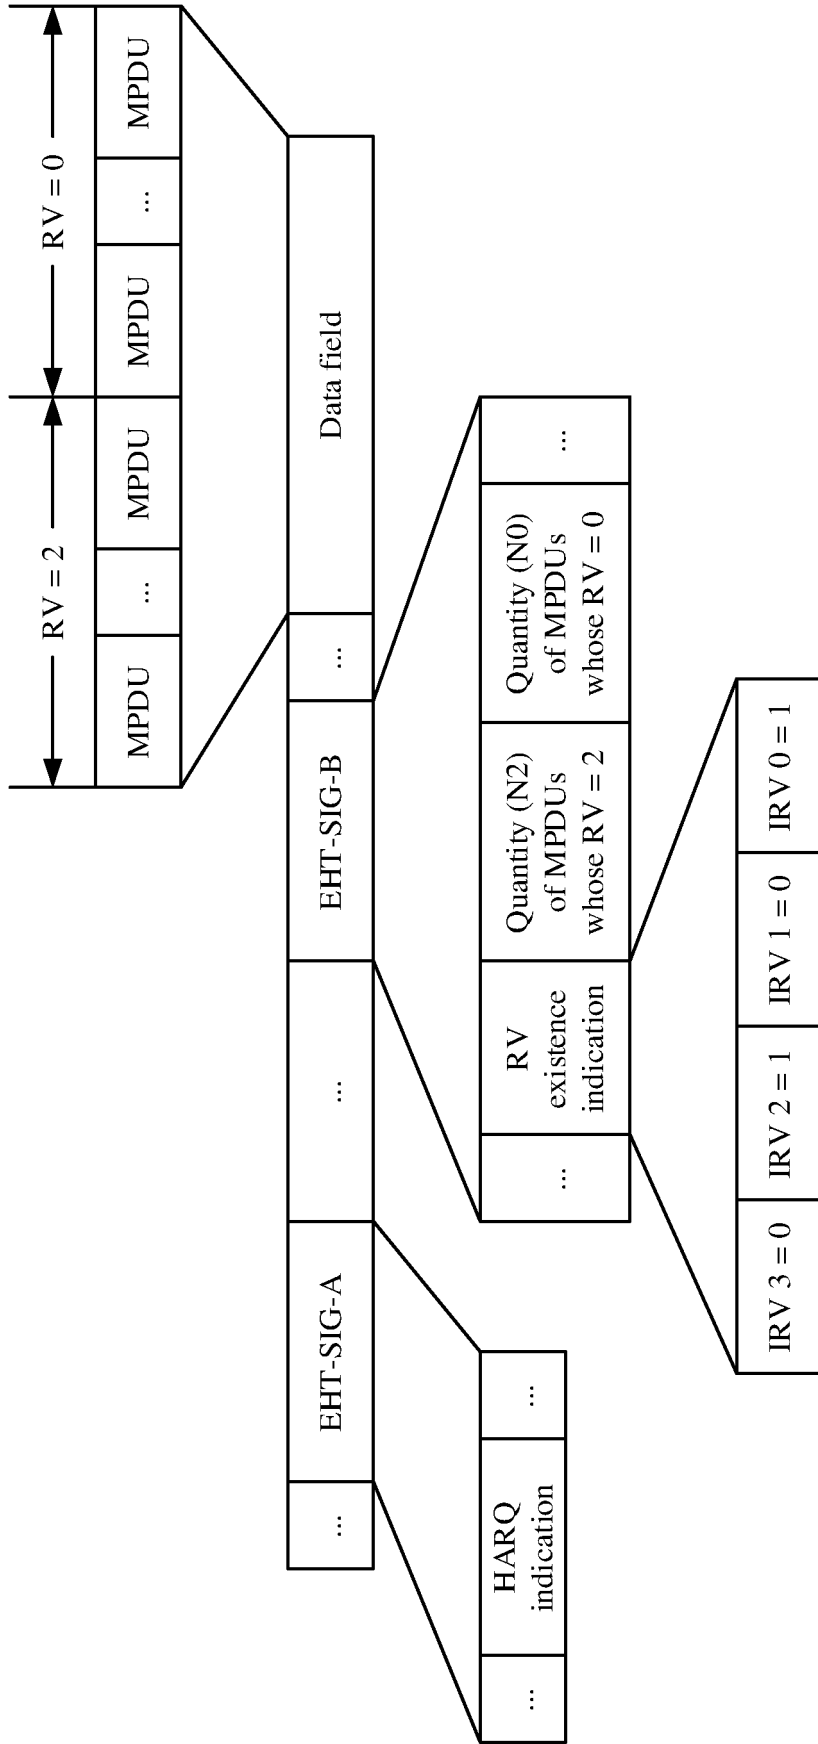 RV = 2
RV = 0
MPDU
...
MPDU
MPDU
...
MPDU
...
EHT-SIG-A
...
EHT-SIG-B
...
Data field
...
HARQ
indication
...
...
RV
existence
indication
Quantity (N2)
of MPDUs
whose RV = 2
Quantity (N0)
of MPDUs
whose RV = 0
...
IRV 3 = 0
IRV 2 = 1
IRV 1 = 0
IRV 0 = 1